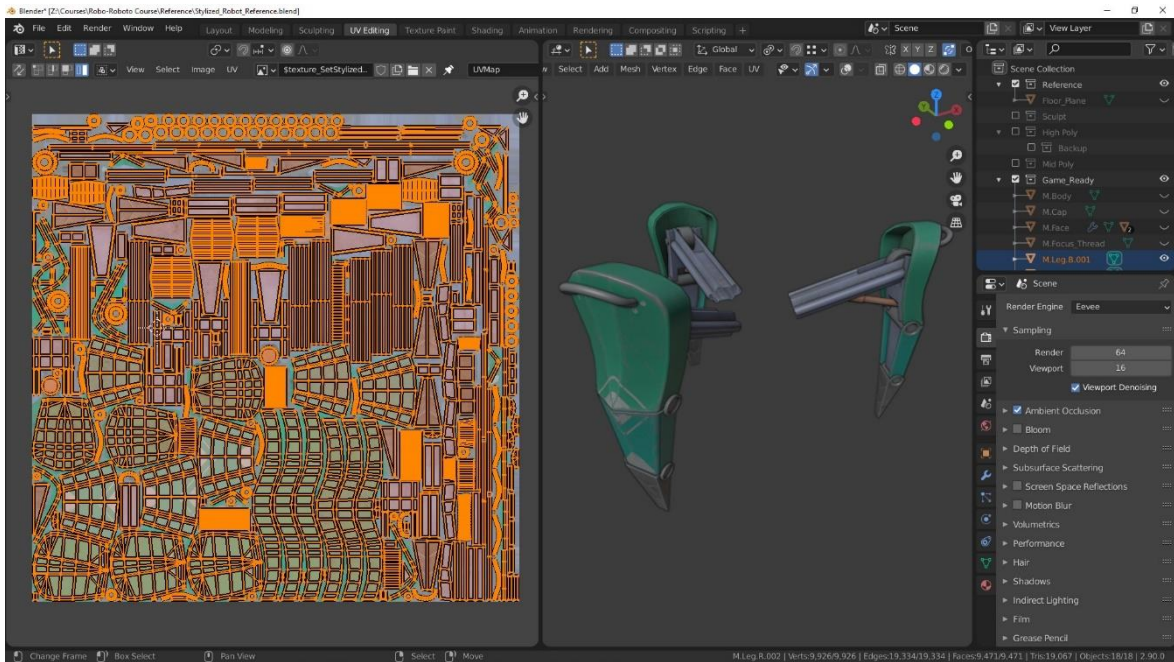 Blender* [Z:\Courses\Robo-Roboto Course\Reference\Stylized_Robot_Reference.blend]
File Edit Render Window Help Layout Modeling Sculpting UV Editing Texture Paint Shading Animation Rendering Compositing Scripting + Scene View Layer
View Select Image UV $texture_SetStylized... UVMap
Select Add Mesh Vertex Edge Face UV Global X Y Z
Scene Collection
Reference
Floor_Plane
Sculpt
High Poly
Backup
Mid Poly
Game_Ready
M.Body
M.Cap
M.Face 2
M.Focus_Thread
M.Leg.B.001
Scene
Render Engine Eevee
Sampling
Render 64
Viewport 16
Viewport Denoising
Ambient Occlusion
Bloom
Depth of Field
Subsurface Scattering
Screen Space Reflections
Motion Blur
Volumetrics
Performance
Hair
Shadows
Indirect Lighting
Film
Grease Pencil
Change Frame Box Select Pan View Select Move M.Leg.R.002 | Verts:9,926/9,926 | Edges:19,334/19,334 | Faces:9,471/9,471 | Tris:19,067 | Objects:18/18 | 2.90.0